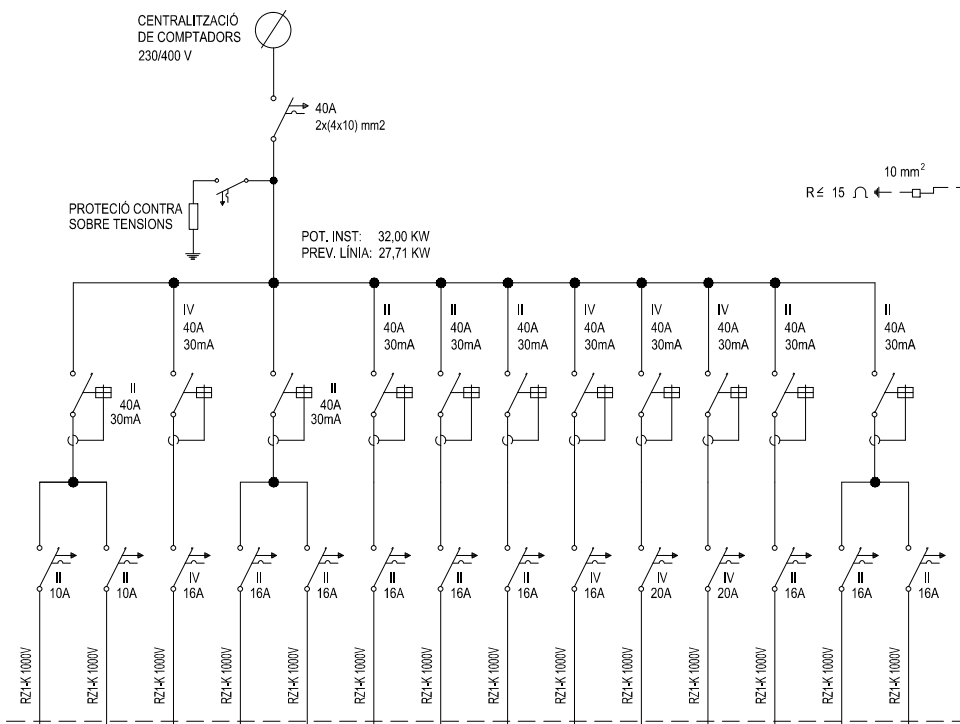 CENTRALITZACIÓ
DE COMPTADORS
230/400 V
40A
2x(4x10) mm2
10 mm2
R≤ 15
PROTECIÓ CONTRA
SOBRE TENSIONS
POT. INST: 32,00 KW
PREV. LÍNIA: 27,71 KW
IV II II II IV IV IV II II
40A 40A 40A 40A 40A 40A 40A 40A 40A
30mA 30mA 30mA 30mA 30mA 30mA 30mA 30mA 30mA
II II
40A 40A
30mA 30mA
II II IV II II II II II IV IV IV II II II
10A 10A 16A 16A 16A 16A 16A 16A 16A 20A 20A 16A 16A 16A
RZ1-K 1000V RZ1-K 1000V RZ1-K 1000V RZ1-K 1000V RZ1-K 1000V RZ1-K 1000V RZ1-K 1000V RZ1-K 1000V RZ1-K 1000V RZ1-K 1000V RZ1-K 1000V RZ1-K 1000V RZ1-K 1000V RZ1-K 1000V